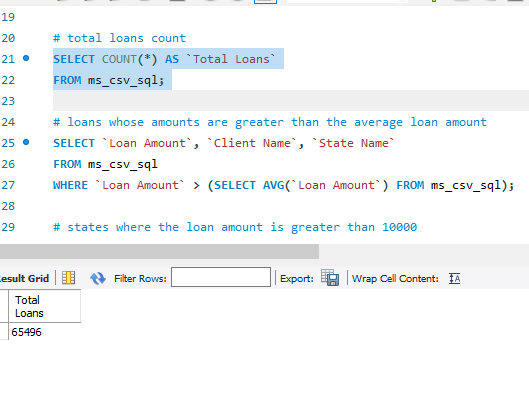 19
20 # total loans count
21 SELECT COUNT(*) AS `Total Loans`
22 FROM ms_csv_sql;
23
24 # loans whose amounts are greater than the average loan amount
25 SELECT `Loan Amount`, `Client Name`, `State Name`
26 FROM ms_csv_sql
27 WHERE `Loan Amount` > (SELECT AVG(`Loan Amount`) FROM ms_csv_sql);
28
29 # states where the loan amount is greater than 10000
esult Grid Filter Rows: Export: Wrap Cell Content: IA
Total
Loans
65496